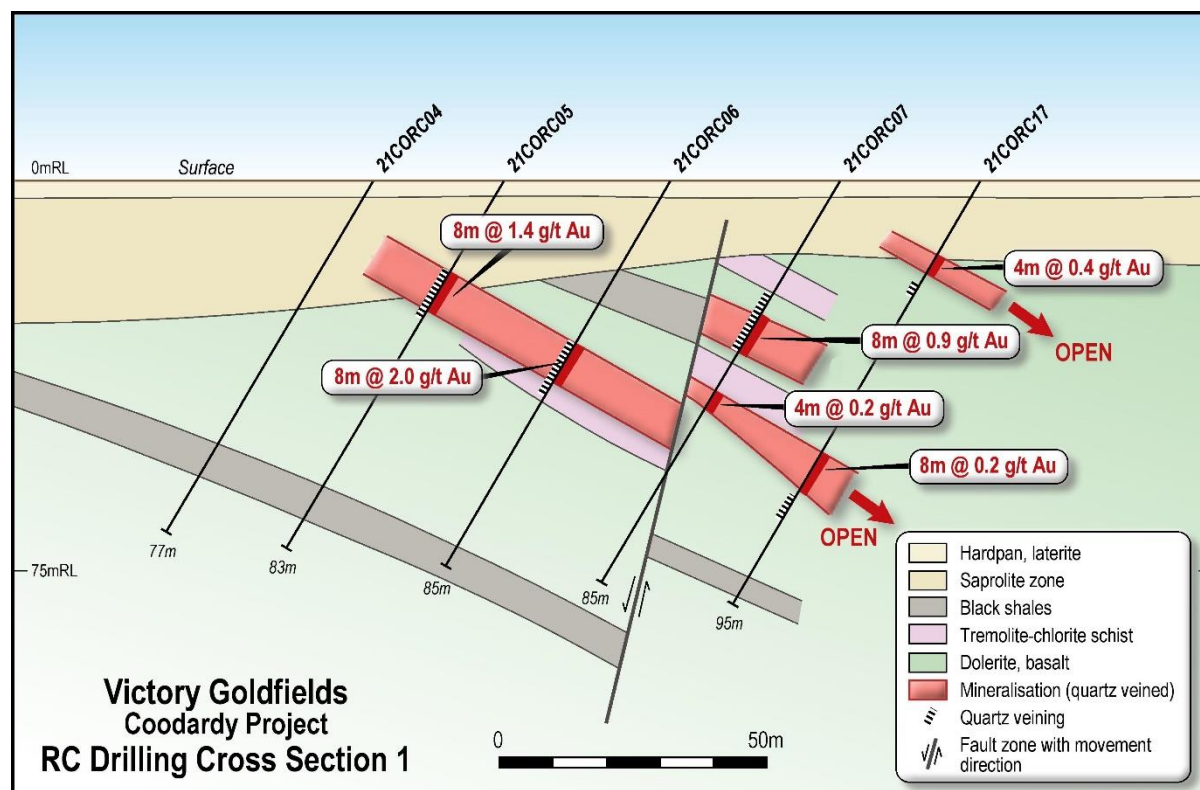 0mRL
Surface
21CORC04
21CORC05
21CORC06
21CORC07
21CORC17
8m @ 1.4 g/t Au
4m @ 0.4 g/t Au
OPEN
8m @ 0.9 g/t Au
8m @ 2.0 g/t Au
4m @ 0.2 g/t Au
8m @ 0.2 g/t Au
OPEN
77m
83m
85m
85m
95m
75mRL
Hardpan, laterite
Saprolite zone
Black shales
Tremolite-chlorite schist
Dolerite, basalt
Mineralisation (quartz veined)
Quartz veining
Fault zone with movement
direction
Victory Goldfields
Coodardy Project
RC Drilling Cross Section 1
0
50m